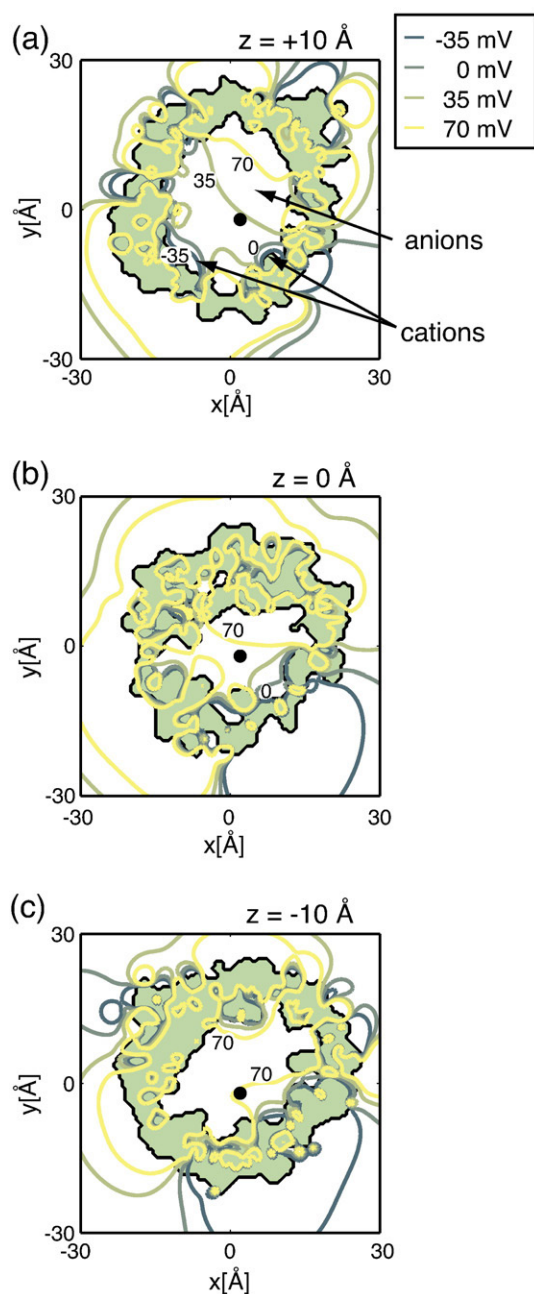 (a)
z = +10 Å
-35 mV
0 mV
35 mV
70 mV
30
0
-30
y[Å]
70
35
0
-35
anions
cations
-30
0
30
x[Å]
(b)
z = 0 Å
30
0
-30
y[Å]
70
0
-30
0
30
x[Å]
(c)
z = -10 Å
30
0
-30
y[Å]
70
70
-30
0
30
x[Å]